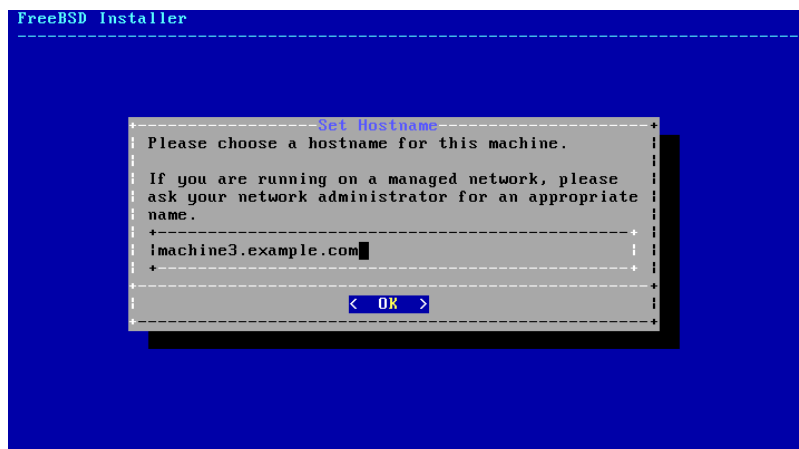 FreeBSD Installer
Set Hostname
Please choose a hostname for this machine.
If you are running on a managed network, please
ask your network administrator for an appropriate
name.
machine3.example.com
< OK >